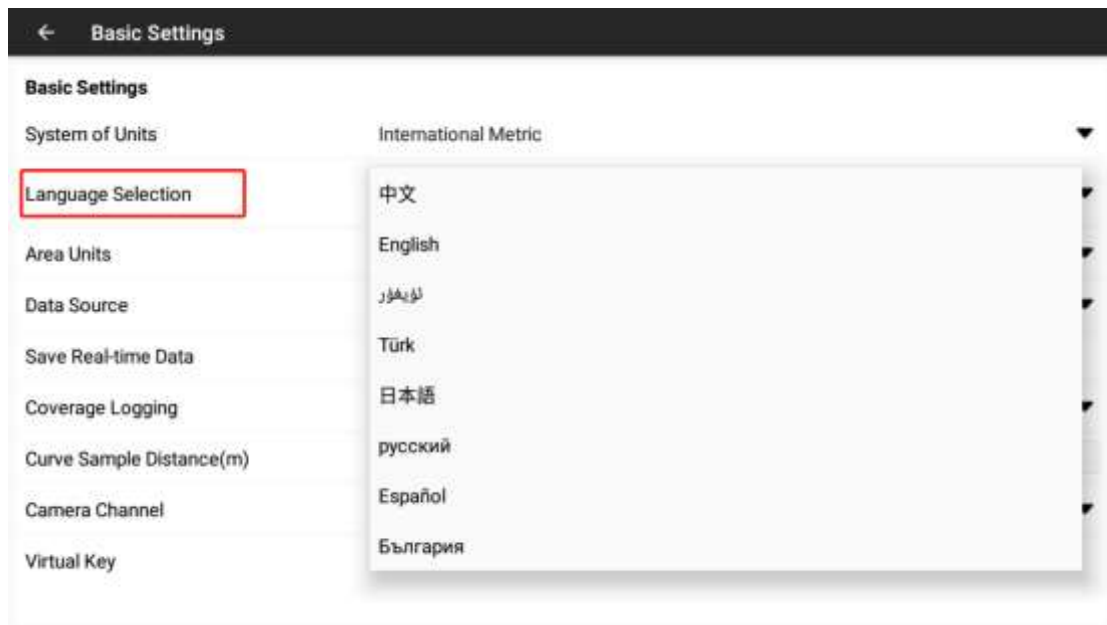 Basic Settings
Basic Settings
System of Units International Metric
Language Selection 中文
Area Units English
Data Source ئۇيغۇر
Save Real-time Data Türk
Coverage Logging 日本語
Curve Sample Distance(m) русский
Camera Channel Español
Virtual Key България